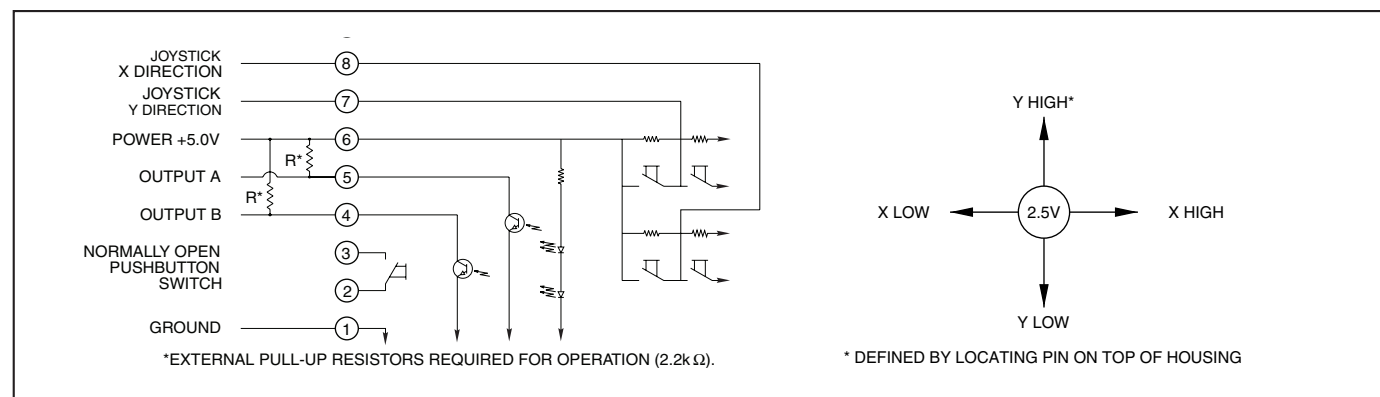 JOYSTICK
X DIRECTION
8
JOYSTICK
Y DIRECTION
7
POWER +5.0V
6
R*
OUTPUT A
5
R*
OUTPUT B
4
NORMALLY OPEN
PUSHBUTTON
SWITCH
3
2
GROUND
1
*EXTERNAL PULL-UP RESISTORS REQUIRED FOR OPERATION (2.2k Ω).
Y HIGH*
X LOW
2.5V
X HIGH
Y LOW
* DEFINED BY LOCATING PIN ON TOP OF HOUSING